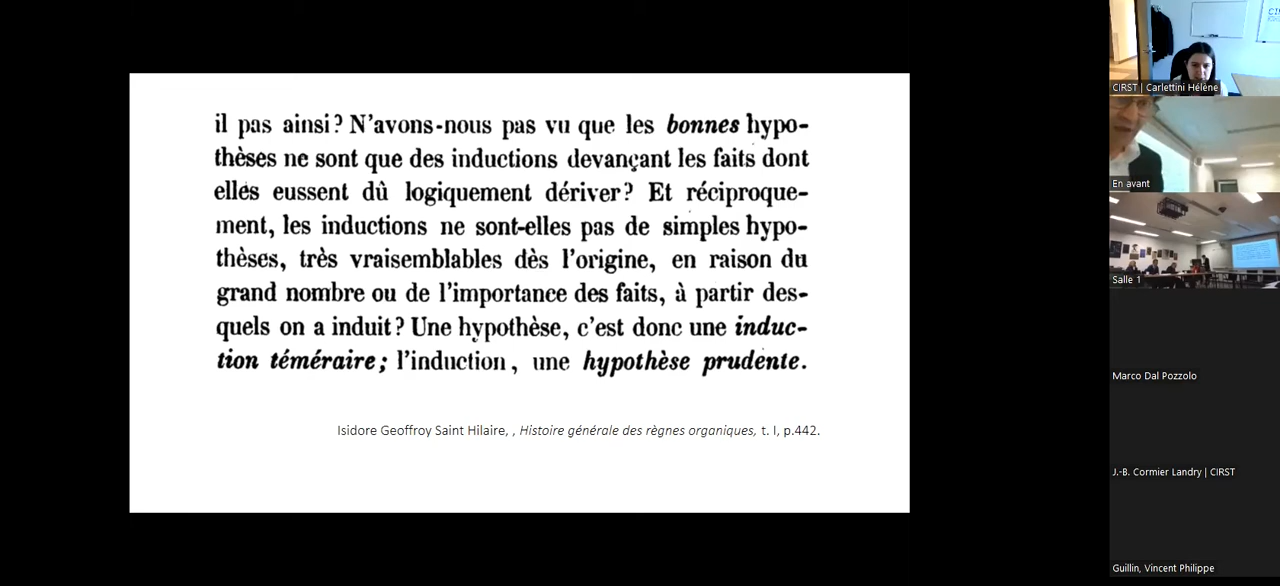 il pas ainsi? N'avons-nous pas vu que les bonnes hypo-
thèses ne sont que des inductions devançant les faits dont
elles eussent dû logiquement dériver? Et réciproque-
ment, les inductions ne sont-elles pas de simples hypo-
thèses, très vraisemblables dès l'origine, en raison du
grand nombre ou de l'importance des faits, à partir des-
quels on a induit? Une hypothèse, c'est donc une induc-
tion téméraire; l'induction, une hypothèse prudente.
Isidore Geoffroy Saint Hilaire, , Histoire générale des règnes organiques, t. I, p.442.
CIRST | Carlettini Hélène
En avant
Salle 1
Marco Dal Pozzolo
J.-B. Cormier Landry | CIRST
Guillin, Vincent Philippe